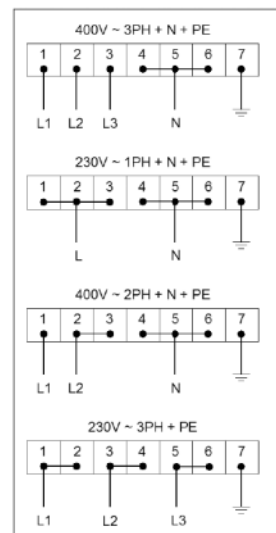 400V ~ 3PH + N + PE
1 2 3 4 5 6 7
L1 L2 L3 N
230V ~ 1PH + N + PE
1 2 3 4 5 6 7
L N
400V ~ 2PH + N + PE
1 2 3 4 5 6 7
L1 L2 N
230V ~ 3PH + PE
1 2 3 4 5 6 7
L1 L2 L3